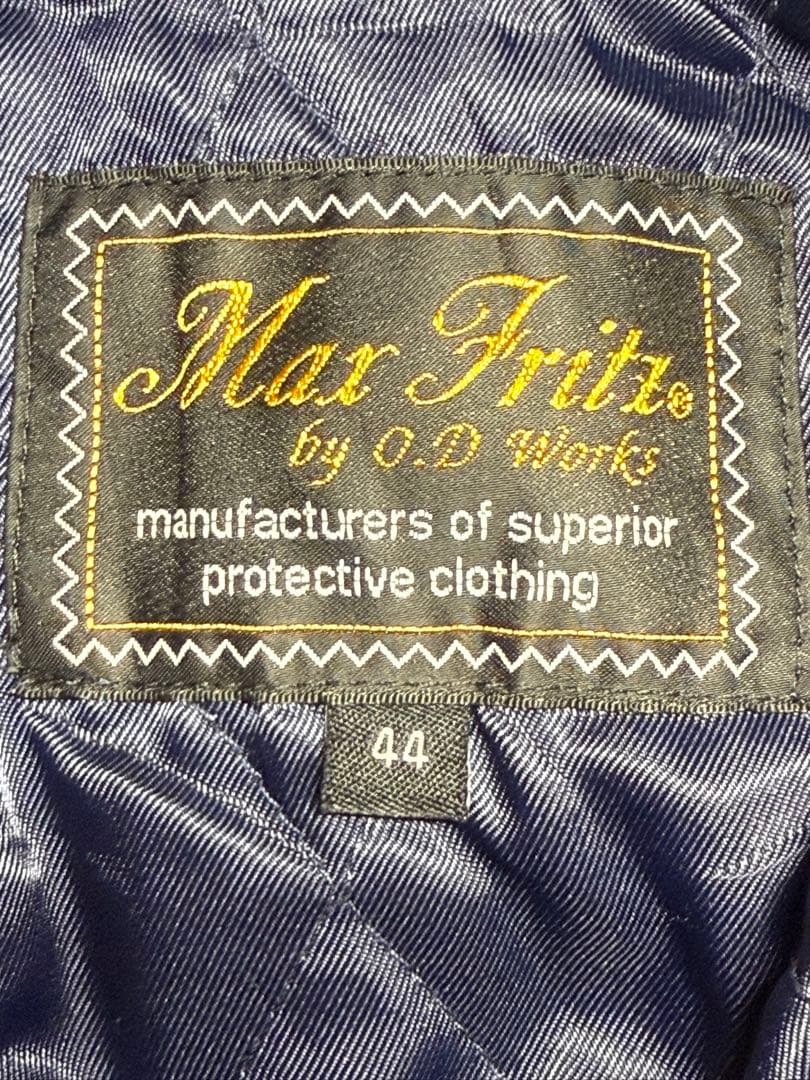 Max Fritz®
by O.D Works
manufacturers of superior
protective clothing
44